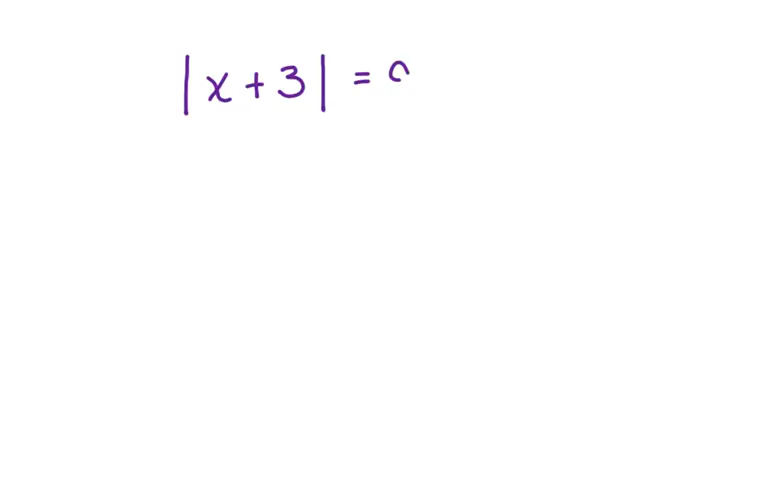 |x + 3| =